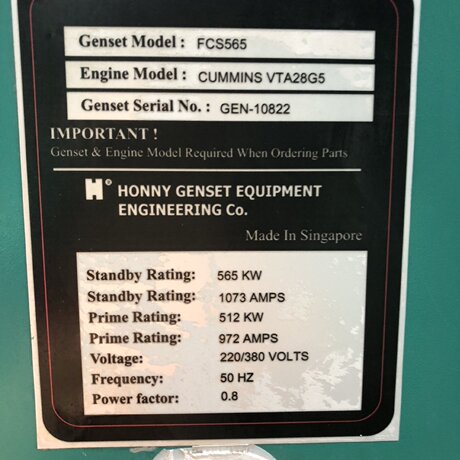 Genset Model : FCS565
Engine Model : CUMMINS VTA28G5
Genset Serial No. : GEN-10822
IMPORTANT !
Genset & Engine Model Required When Ordering Parts
H ® HONNY GENSET EQUIPMENT
ENGINEERING Co.
Made In Singapore
Standby Rating: 565 KW
Standby Rating: 1073 AMPS
Prime Rating: 512 KW
Prime Rating: 972 AMPS
Voltage: 220/380 VOLTS
Frequency: 50 HZ
Power factor: 0.8